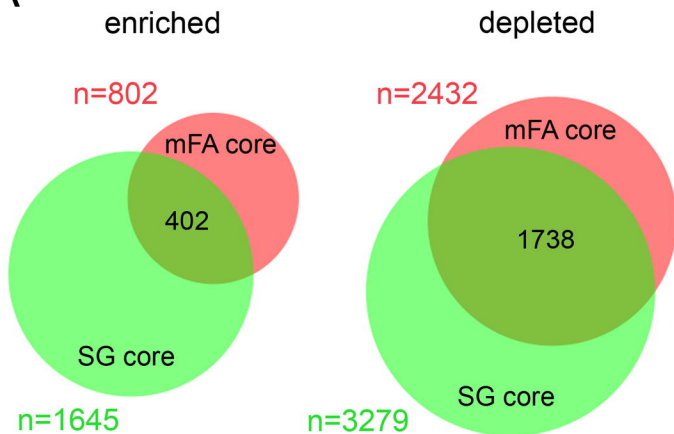 enriched
depleted
n=802
n=2432
mFA core
mFA core
402
1738
SG core
SG core
n=1645
n=3279